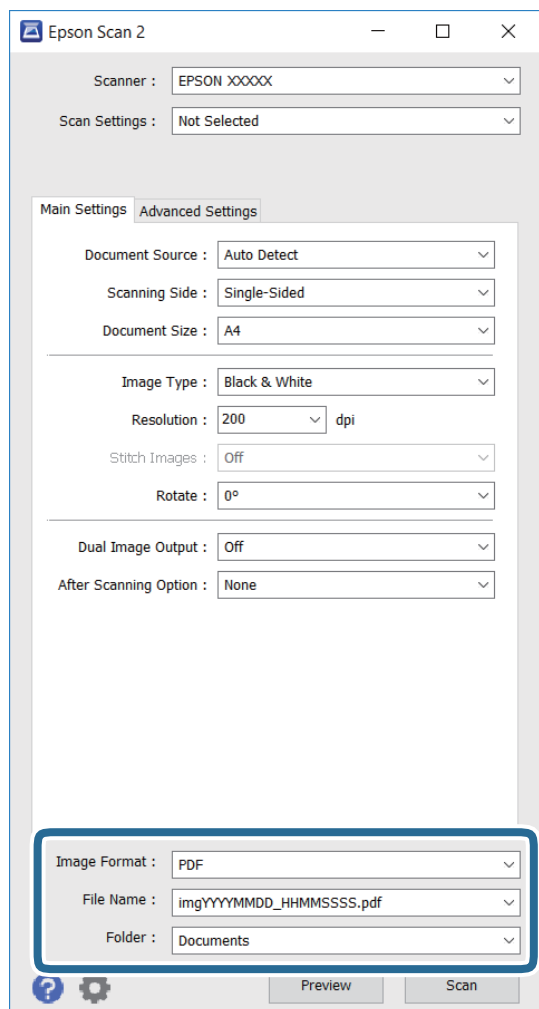 Epson Scan 2
Scanner : EPSON XXXXX
Scan Settings : Not Selected
Main Settings Advanced Settings
Document Source : Auto Detect
Scanning Side : Single-Sided
Document Size : A4
Image Type : Black & White
Resolution : 200 dpi
Stitch Images : Off
Rotate : 0°
Dual Image Output : Off
After Scanning Option : None
Image Format : PDF
File Name : imgYYYYMMDD_HHMMSSSS.pdf
Folder : Documents
? Preview Scan